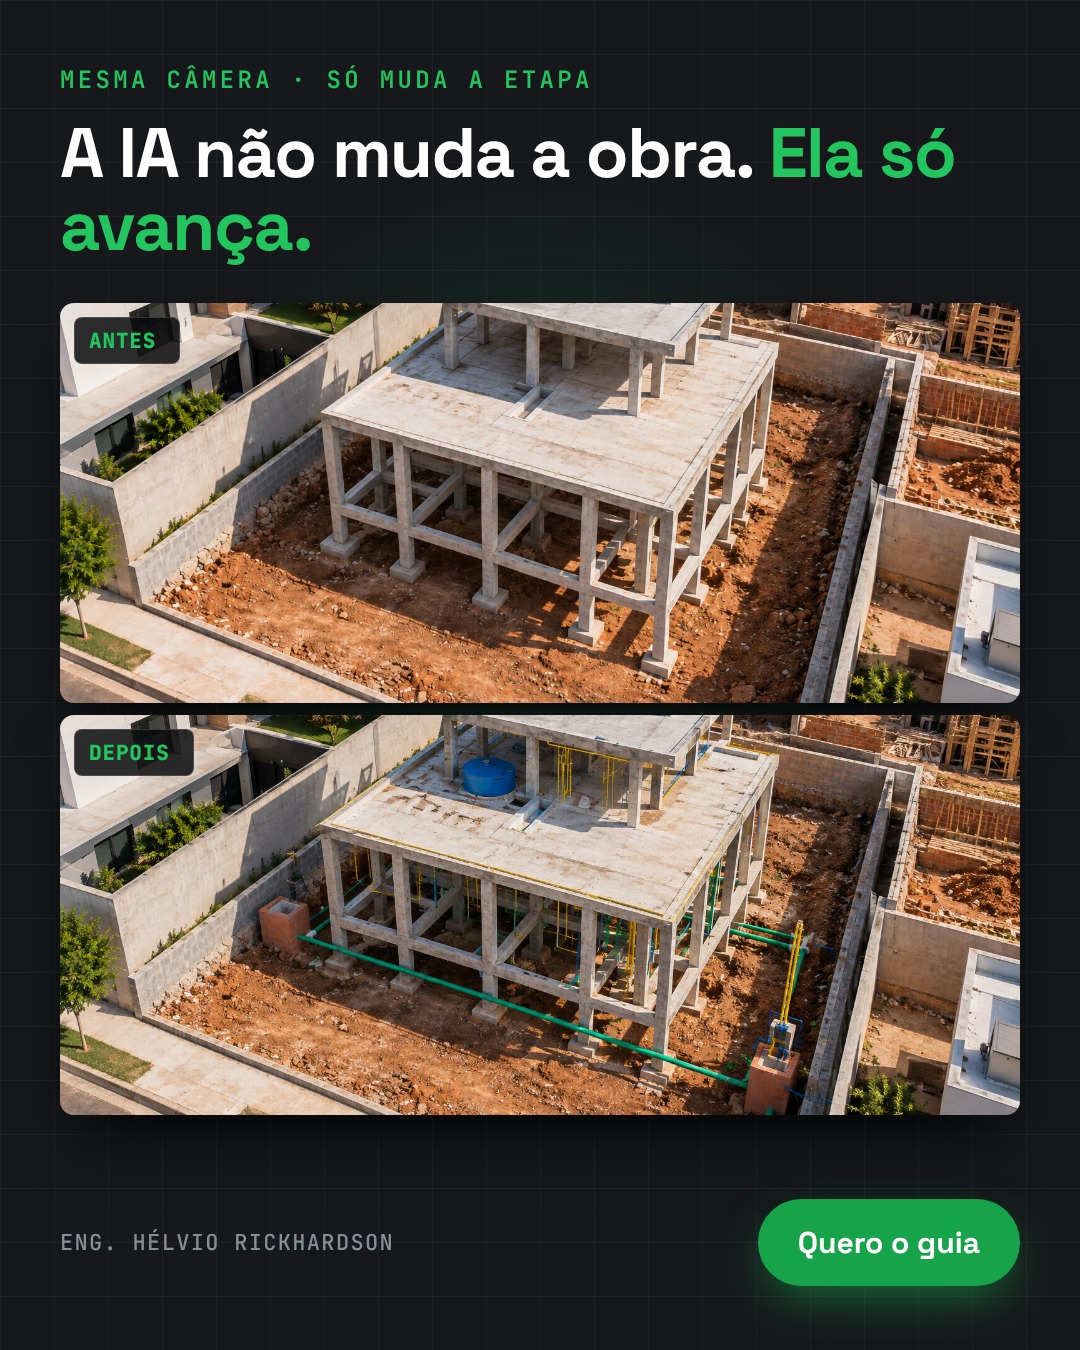 MESMA CÂMERA · SÓ MUDA A ETAPA
A IA não muda a obra. Ela só
avança.
ANTES
DEPOIS
ENG. HÉLVIO RICKHARDSON
Quero o guia